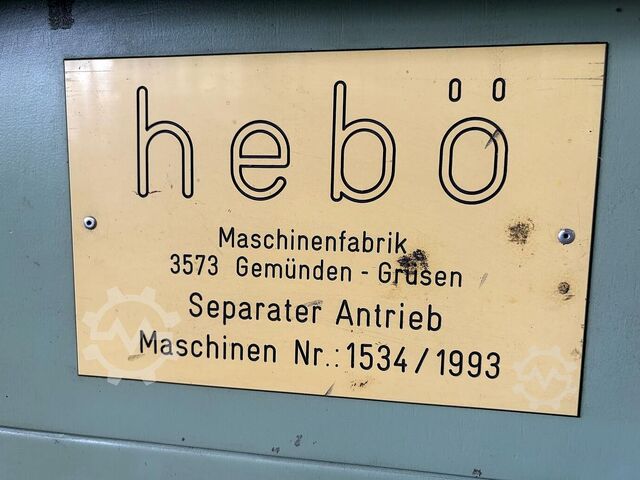 hebö
Maschinenfabrik
3573 Gemünden - Grüsen
Separater Antrieb
Maschinen Nr.: 1534 / 1993